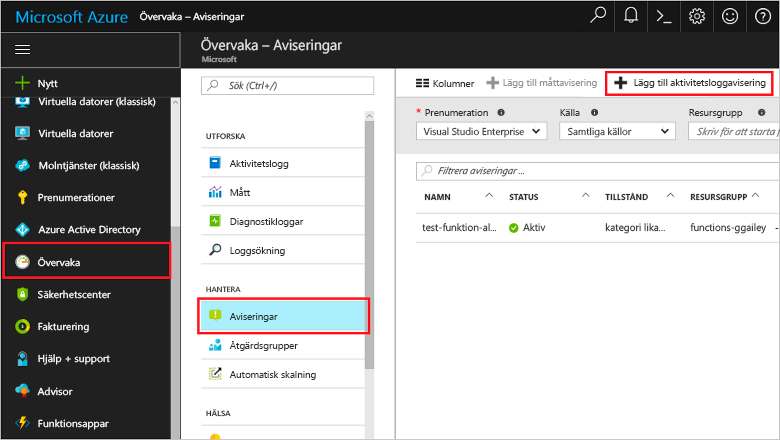 Microsoft Azure Övervaka – Aviseringar
Övervaka – Aviseringar
Microsoft
Nytt
Virtuella datorer (klassisk)
Virtuella datorer
Molntjänster (klassisk)
Prenumerationer
Azure Active Directory
Övervaka
Säkerhetscenter
Fakturering
Hjälp + support
Advisor
Funktionsappar
Sök (Ctrl+/)
UTFORSKA
Aktivitetslogg
Mått
Diagnostikloggar
Loggsökning
HANTERA
Aviseringar
Åtgärdsgrupper
Automatisk skalning
HÄLSA
Kolumner
Lägg till måttavisering
Lägg till aktivitetsloggavisering
* Prenumeration
Källa
Resursgrupp
Visual Studio Enterprise
Samtliga källor
Skriv för att starta
Filtrera aviseringar ...
NAMN STATUS TILLSTÅND RESURSGRUPP
test-funktion-al... Aktiv kategori lika... functions-ggailey -